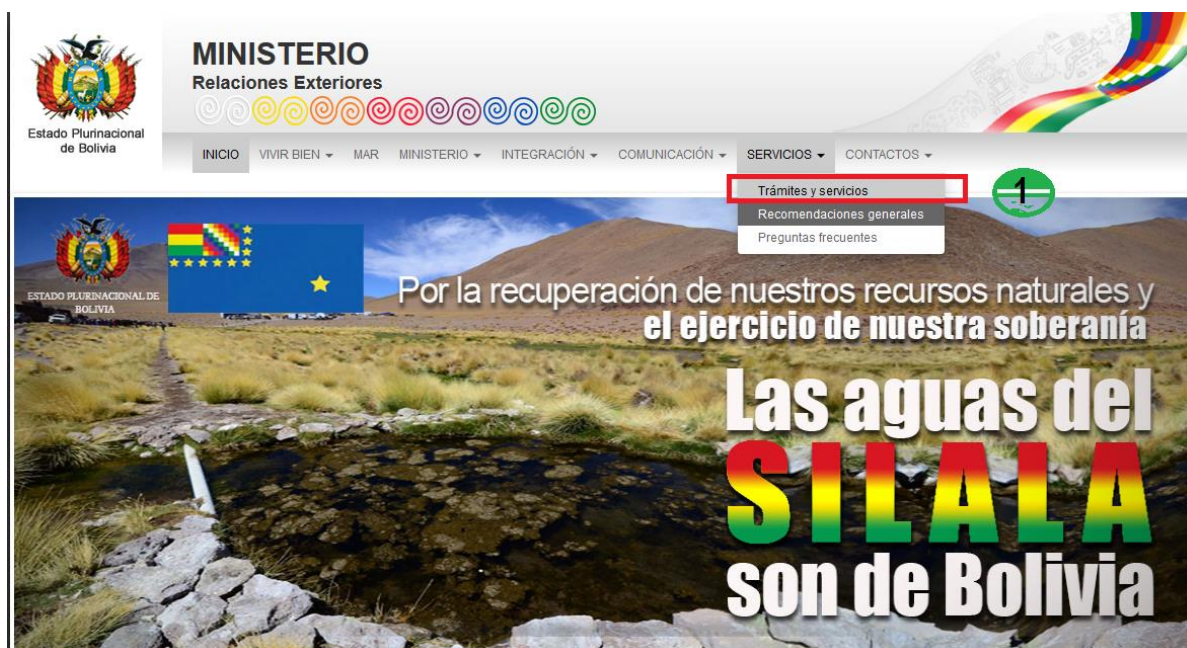 MINISTERIO
Relaciones Exteriores
Estado Plurinacional
de Bolivia
INICIO VIVIR BIEN MAR MINISTERIO INTEGRACIÓN COMUNICACIÓN SERVICIOS CONTACTOS
Trámites y servicios
1
Recomendaciones generales
Preguntas frecuentes
ESTADO PLURINACIONAL DE
BOLIVIA
Por la recuperación de nuestros recursos naturales y
el ejercicio de nuestra soberanía
Las aguas del
SILALA
son de Bolivia